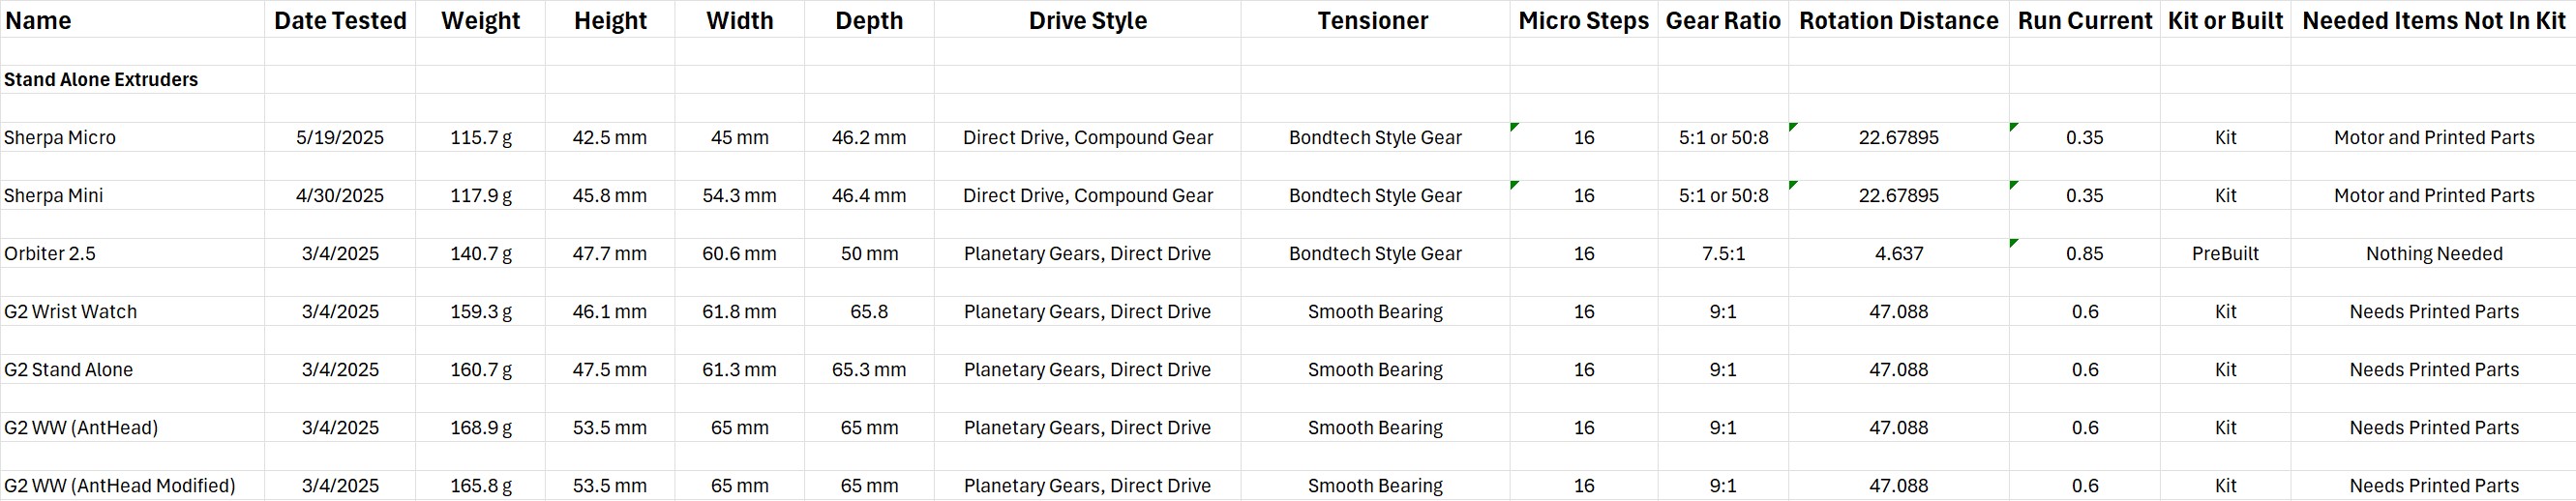 Name Date Tested Weight Height Width Depth Drive Style Tensioner Micro Steps Gear Ratio Rotation Distance Run Current Kit or Built Needed Items Not In Kit
Stand Alone Extruders
Sherpa Micro 5/19/2025 115.7 g 42.5 mm 45 mm 46.2 mm Direct Drive, Compound Gear Bondtech Style Gear 16 5:1 or 50:8 22.67895 0.35 Kit Motor and Printed Parts
Sherpa Mini 4/30/2025 117.9 g 45.8 mm 54.3 mm 46.4 mm Direct Drive, Compound Gear Bondtech Style Gear 16 5:1 or 50:8 22.67895 0.35 Kit Motor and Printed Parts
Orbiter 2.5 3/4/2025 140.7 g 47.7 mm 60.6 mm 50 mm Planetary Gears, Direct Drive Bondtech Style Gear 16 7.5:1 4.637 0.85 PreBuilt Nothing Needed
G2 Wrist Watch 3/4/2025 159.3 g 46.1 mm 61.8 mm 65.8 Planetary Gears, Direct Drive Smooth Bearing 16 9:1 47.088 0.6 Kit Needs Printed Parts
G2 Stand Alone 3/4/2025 160.7 g 47.5 mm 61.3 mm 65.3 mm Planetary Gears, Direct Drive Smooth Bearing 16 9:1 47.088 0.6 Kit Needs Printed Parts
G2 WW (AntHead) 3/4/2025 168.9 g 53.5 mm 65 mm 65 mm Planetary Gears, Direct Drive Smooth Bearing 16 9:1 47.088 0.6 Kit Needs Printed Parts
G2 WW (AntHead Modified) 3/4/2025 165.8 g 53.5 mm 65 mm 65 mm Planetary Gears, Direct Drive Smooth Bearing 16 9:1 47.088 0.6 Kit Needs Printed Parts